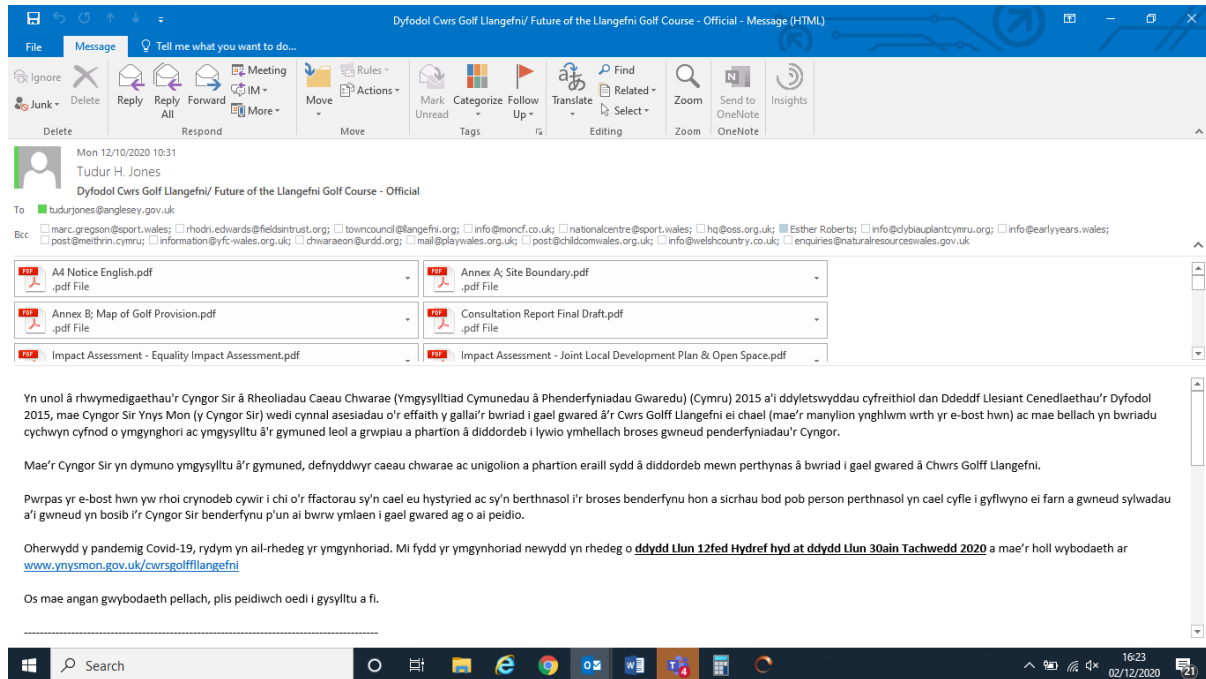 Dyfodol Cwrs Golf Llangefni/ Future of the Llangefni Golf Course - Official - Message (HTML)
File Message Tell me what you want to do...
Ignore
Junk
Delete
Reply
Reply All
Forward
Meeting
IM
More
Move
Rules
Actions
Mark Unread
Categorize
Follow Up
Translate
Find
Related
Select
Zoom
Send to OneNote
Insights
Delete Respond Move Tags Editing Zoom OneNote
Mon 12/10/2020 10:31
Tudur H. Jones
Dyfodol Cwrs Golf Llangefni/ Future of the Llangefni Golf Course - Official
To tudurjones@anglesey.gov.uk
Bcc marc.gregson@sport.wales; rhodri.edwards@fieldsintrust.org; towncouncil@llangefni.org; info@moncf.co.uk; nationalcentre@sport.wales; hq@oss.org.uk; Esther Roberts; info@clybiauplantcymru.org; info@earlyyears.wales;
post@meithrin.cymru; information@yfc-wales.org.uk; chwaraeon@urdd.org; mail@playwales.org.uk; post@childcomwales.org.uk; info@welshcountry.co.uk; enquiries@naturalresourceswales.gov.uk
A4 Notice English.pdf
.pdf File
Annex A; Site Boundary.pdf
.pdf File
Annex B; Map of Golf Provision.pdf
.pdf File
Consultation Report Final Draft.pdf
.pdf File
Impact Assessment - Equality Impact Assessment.pdf
Impact Assessment - Joint Local Development Plan & Open Space.pdf
Yn unol â rhwymedigaethau'r Cyngor Sir â Rheoliadau Caeau Chwarae (Ymgysylltiad Cymunedau â Phenderfyniadau Gwaredu) (Cymru) 2015 a'i ddyletswyddau cyfreithiol dan Ddeddf Llesiant Cenedlaethau'r Dyfodol
2015, mae Cyngor Sir Ynys Mon (y Cyngor Sir) wedi cynnal asesiadau o'r effaith y gallai'r bwriad i gael gwared â'r Cwrs Golff Llangefni ei chael (mae'r manylion ynghlwm wrth yr e-bost hwn) ac mae bellach yn bwriadu
cychwyn cyfnod o ymgynghori ac ymgysylltu â'r gymuned leol a grwpiau a phartïon â diddordeb i lywio ymhellach broses gwneud penderfyniadau'r Cyngor.
Mae'r Cyngor Sir yn dymuno ymgysylltu â'r gymuned, defnyddwyr caeau chwarae ac unigolion a phartïon eraill sydd â diddordeb mewn perthynas â bwriad i gael gwared â Chwrs Golff Llangefni.
Pwrpas yr e-bost hwn yw rhoi crynodeb cywir i chi o'r ffactorau sy'n cael eu hystyried ac sy'n berthnasol i'r broses benderfynu hon a sicrhau bod pob person perthnasol yn cael cyfle i gyflwyno ei farn a gwneud sylwadau
a'i gwneud yn bosib i'r Cyngor Sir benderfynu p'un ai bwrw ymlaen i gael gwared ag o ai peidio.
Oherwydd y pandemig Covid-19, rydym yn ail-rhedeg yr ymgynhoriad. Mi fydd yr ymgynhoriad newydd yn rhedeg o ddydd Llun 12fed Hydref hyd at ddydd Llun 30ain Tachwedd 2020 a mae'r holl wybodaeth ar
www.ynysmon.gov.uk/cwrsgolffllangefni
Os mae angan gwybodaeth pellach, plis peidiwch oedi i gysylltu a fi.
Search
16:23
02/12/2020
4
21